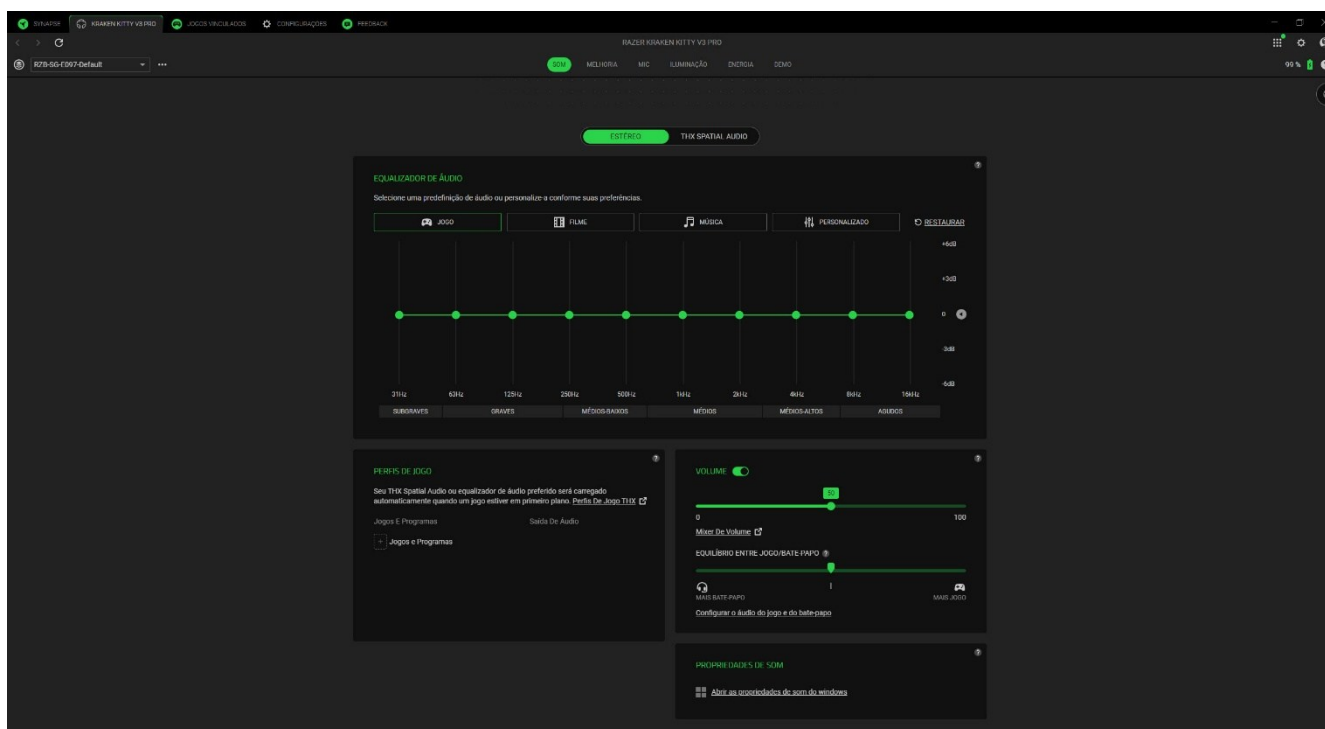 SYNAPSE KRAKEN KITTY V3 PRO JOGOS VINCULADOS CONFIGURAÇÕES FEEDBACK
RAZER KRAKEN KITTY V3 PRO
SOM MELHORIA MIC ILUMINAÇÃO ENERGIA DEMO 99 %
ESTÉREO THX SPATIAL AUDIO
EQUALIZADOR DE ÁUDIO
Selecione uma predefinição de áudio ou personalize-a conforme suas preferências.
JOGO FILME MÚSICA PERSONALIZADO RESTAURAR
+6dB
+3dB
0
-3dB
-6dB
31Hz 63Hz 125Hz 250Hz 500Hz 1kHz 2kHz 4kHz 8kHz 16kHz
SUBGRAVES GRAVES MÉDIOS-BAIXOS MÉDIOS MÉDIOS-ALTOS AGUDOS
PERFIS DE JOGO
Seu THX Spatial Audio ou equalizador de áudio preferido será carregado
automaticamente quando um jogo estiver em primeiro plano. Perfis De Jogo THX
Jogos E Programas Saída De Áudio
+ Jogos e Programas
VOLUME
50
0 100
Mixer De Volume
EQUILÍBRIO ENTRE JOGO/BATE-PAPO
MAIS BATE-PAPO MAIS JOGO
Configurar o áudio do jogo e do bate-papo
PROPRIEDADES DE SOM
Abrir as propriedades de som do windows